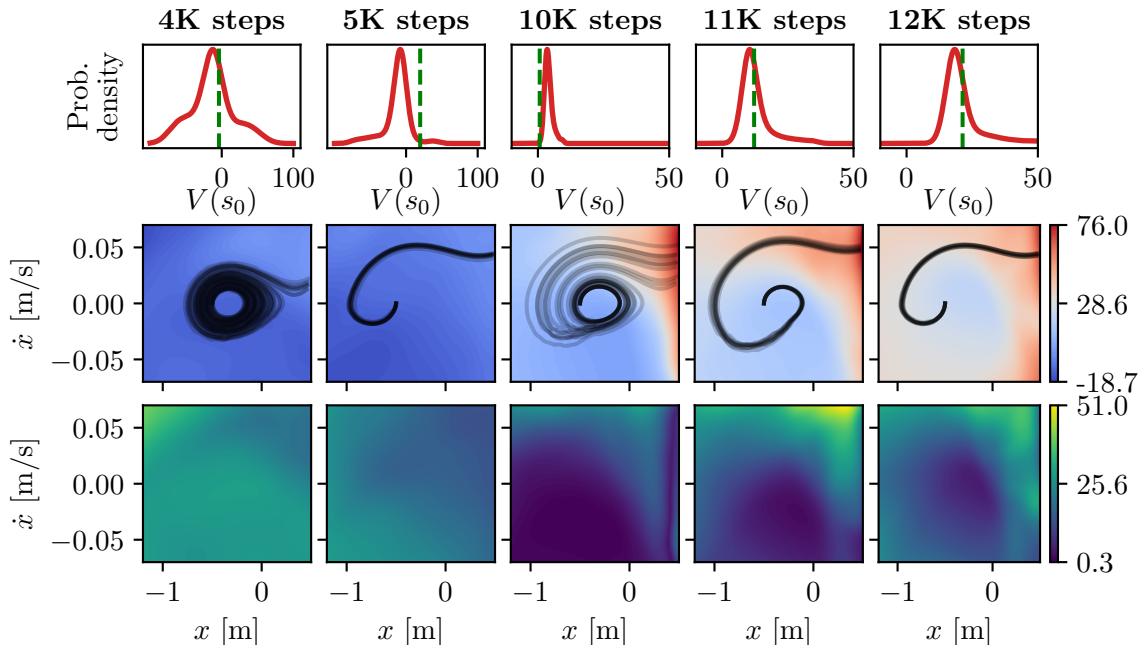 4K steps 5K steps 10K steps 11K steps 12K steps
Prob.
density
0 100 0 100 0 50 0 50 0 50
V(s₀) V(s₀) V(s₀) V(s₀) V(s₀)
ẋ [m/s]
0.05
0.00
−0.05
76.0
28.6
-18.7
ẋ [m/s]
0.05
0.00
−0.05
51.0
25.6
0.3
−1 0 −1 0 −1 0 −1 0 −1 0
x [m] x [m] x [m] x [m] x [m]